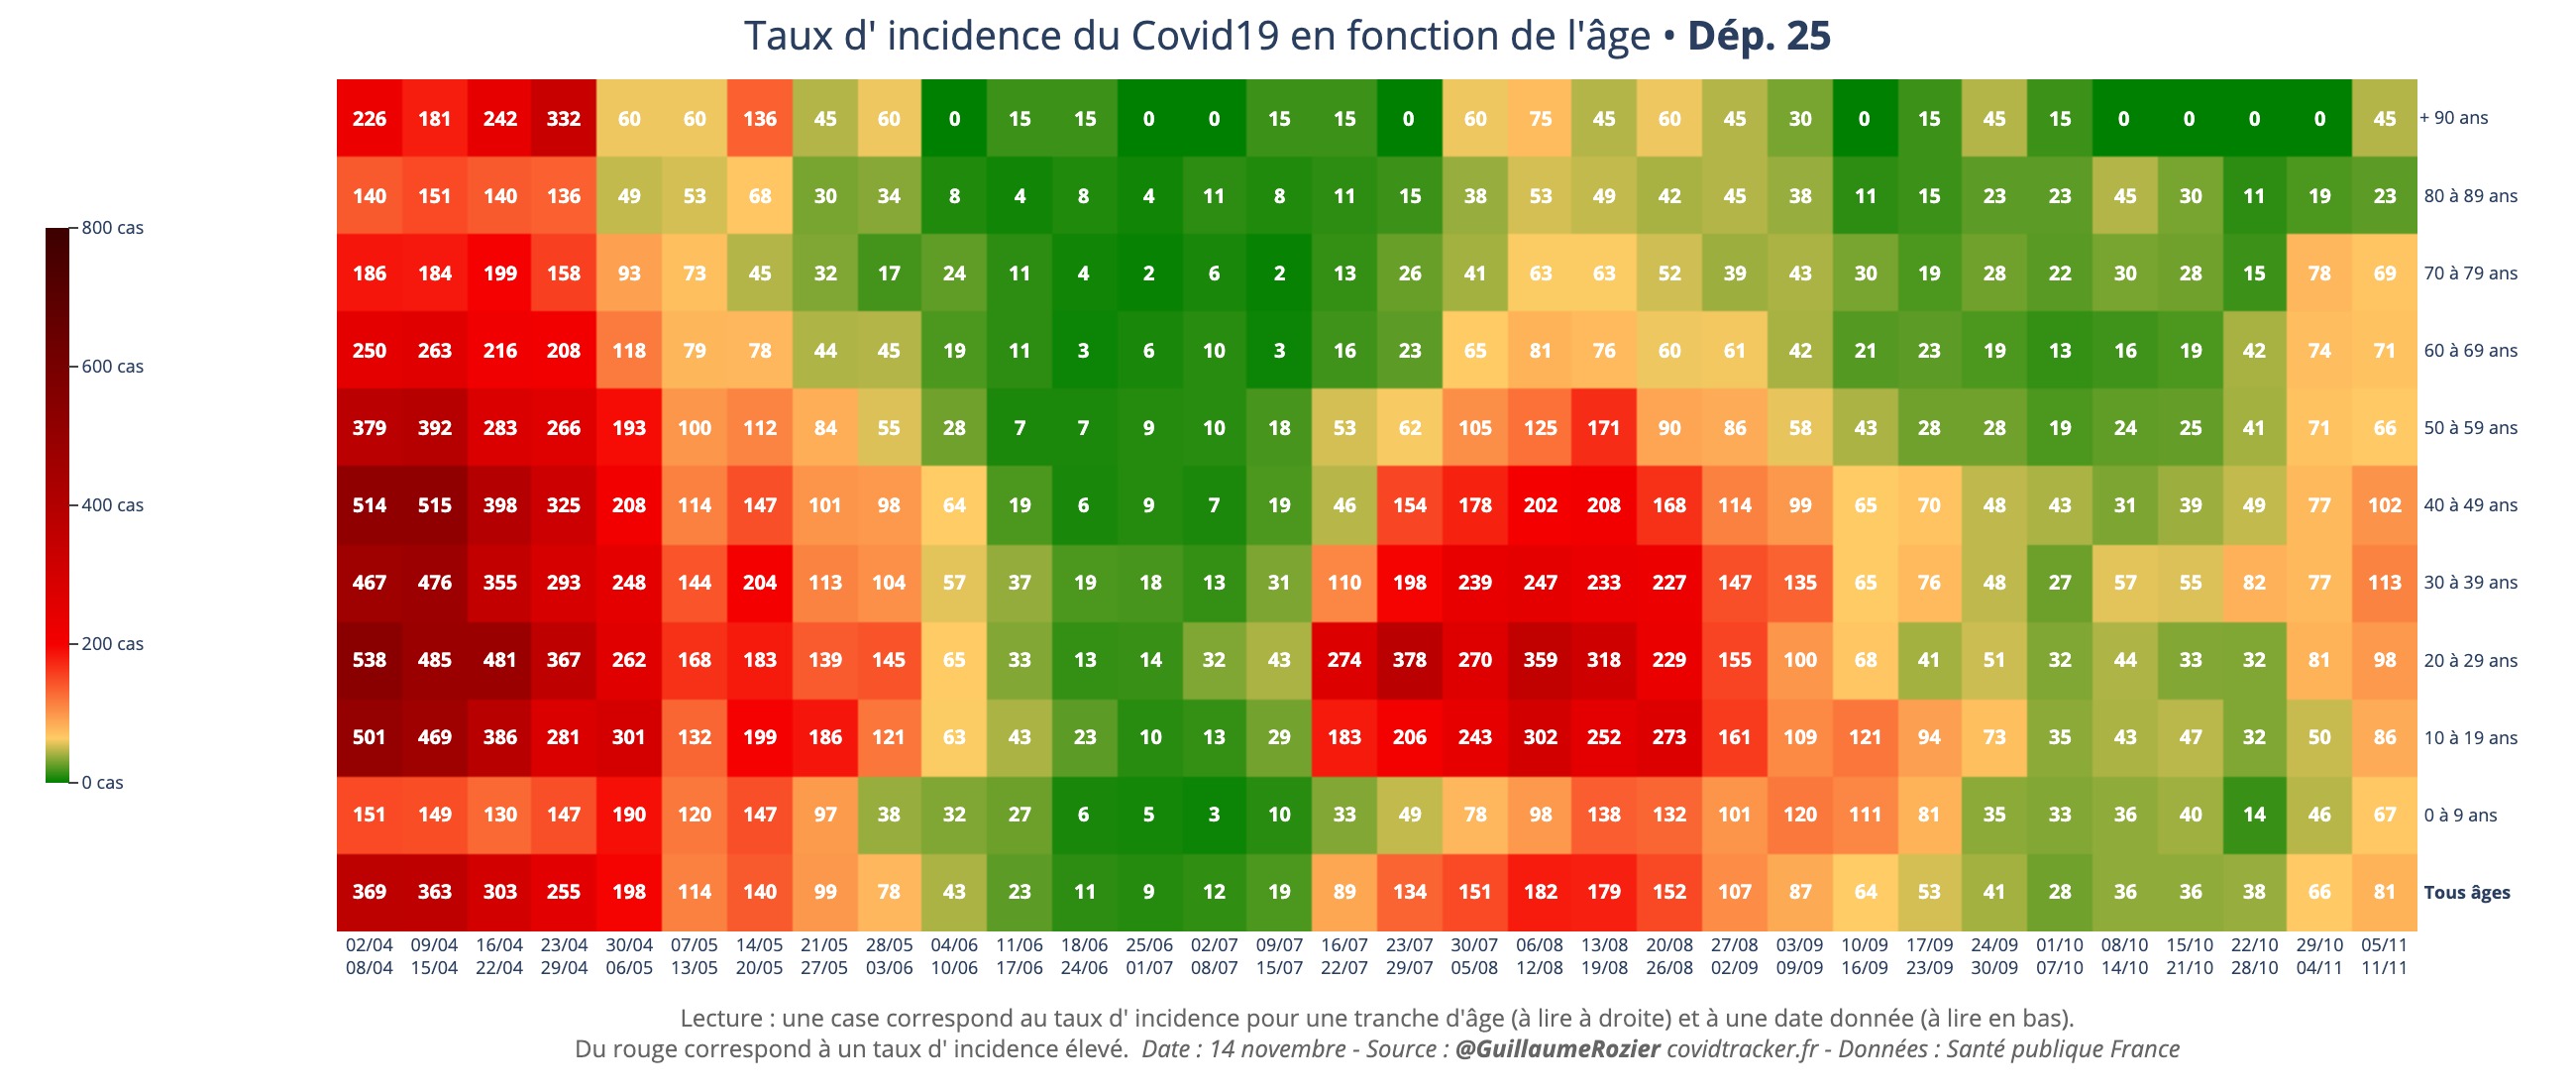 Taux d' incidence du Covid19 en fonction de l'âge • Dép. 25
800 cas
600 cas
400 cas
200 cas
0 cas
226 181 242 332 60 60 136 45 60 0 15 15 0 0 15 15 0 60 75 45 60 45 30 0 15 45 15 0 0 0 0 45 + 90 ans
140 151 140 136 49 53 68 30 34 8 4 8 4 11 8 11 15 38 53 49 42 45 38 11 15 23 23 45 30 11 19 23 80 à 89 ans
186 184 199 158 93 73 45 32 17 24 11 4 2 6 2 13 26 41 63 63 52 39 43 30 19 28 22 30 28 15 78 69 70 à 79 ans
250 263 216 208 118 79 78 44 45 19 11 3 6 10 3 16 23 65 81 76 60 61 42 21 23 19 13 16 19 42 74 71 60 à 69 ans
379 392 283 266 193 100 112 84 55 28 7 7 9 10 18 53 62 105 125 171 90 86 58 43 28 28 19 24 25 41 71 66 50 à 59 ans
514 515 398 325 208 114 147 101 98 64 19 6 9 7 19 46 154 178 202 208 168 114 99 65 70 48 43 31 39 49 77 102 40 à 49 ans
467 476 355 293 248 144 204 113 104 57 37 19 18 13 31 110 198 239 247 233 227 147 135 65 76 48 27 57 55 82 77 113 30 à 39 ans
538 485 481 367 262 168 183 139 145 65 33 13 14 32 43 274 378 270 359 318 229 155 100 68 41 51 32 44 33 32 81 98 20 à 29 ans
501 469 386 281 301 132 199 186 121 63 43 23 10 13 29 183 206 243 302 252 273 161 109 121 94 73 35 43 47 32 50 86 10 à 19 ans
151 149 130 147 190 120 147 97 38 32 27 6 5 3 10 33 49 78 98 138 132 101 120 111 81 35 33 36 40 14 46 67 0 à 9 ans
369 363 303 255 198 114 140 99 78 43 23 11 9 12 19 89 134 151 182 179 152 107 87 64 53 41 28 36 36 38 66 81 Tous âges
02/04 09/04 16/04 23/04 30/04 07/05 14/05 21/05 28/05 04/06 11/06 18/06 25/06 02/07 09/07 16/07 23/07 30/07 06/08 13/08 20/08 27/08 03/09 10/09 17/09 24/09 01/10 08/10 15/10 22/10 29/10 05/11
08/04 15/04 22/04 29/04 06/05 13/05 20/05 27/05 03/06 10/06 17/06 24/06 01/07 08/07 15/07 22/07 29/07 05/08 12/08 19/08 26/08 02/09 09/09 16/09 23/09 30/09 07/10 14/10 21/10 28/10 04/11 11/11
Lecture : une case correspond au taux d' incidence pour une tranche d'âge (à lire à droite) et à une date donnée (à lire en bas).
Du rouge correspond à un taux d' incidence élevé. Date : 14 novembre - Source : @GuillaumeRozier covidtracker.fr - Données : Santé publique France